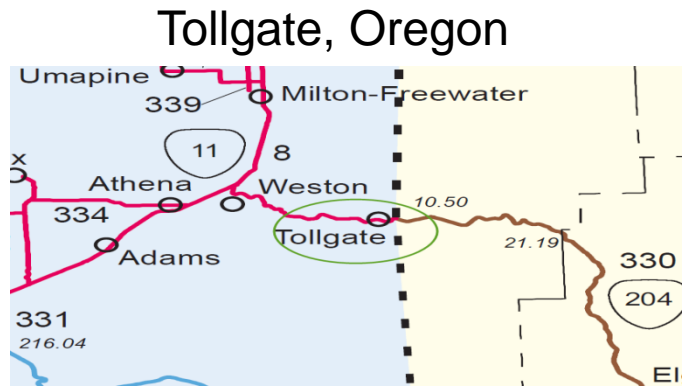 Tollgate, Oregon
Umapine
339
Milton-Freewater
11
8
x
Athena
Weston
10.50
334
Tollgate
21.19
Adams
330
204
331
216.04
El